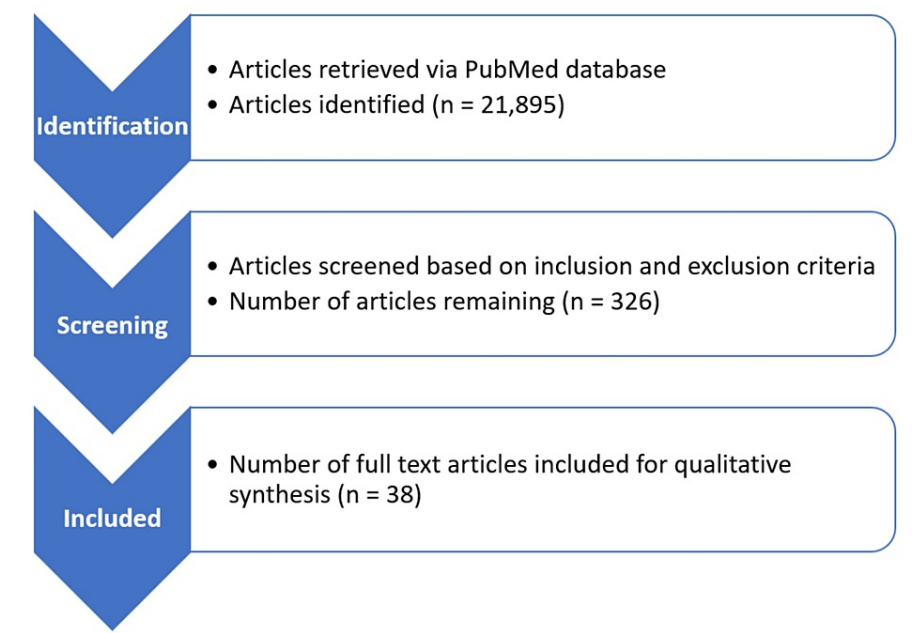 Identification
• Articles retrieved via PubMed database
• Articles identified (n = 21,895)
Screening
• Articles screened based on inclusion and exclusion criteria
• Number of articles remaining (n = 326)
Included
• Number of full text articles included for qualitative
synthesis (n = 38)